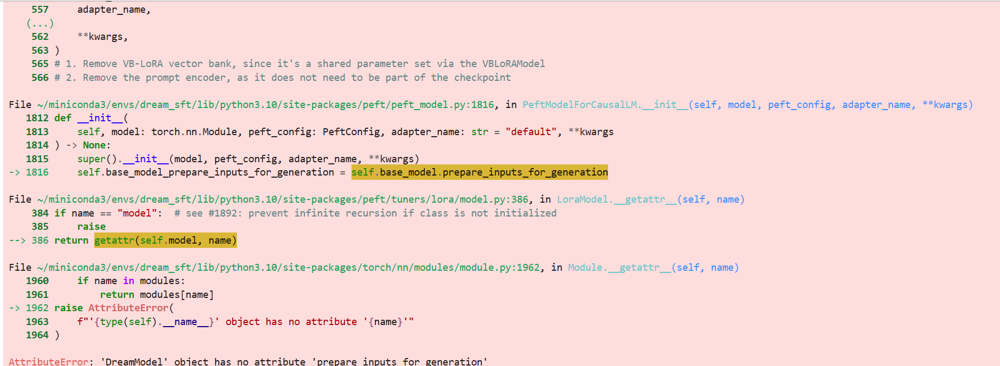 557     adapter_name,
(...)
562     **kwargs,
563 )
565 # 1. Remove VB-LoRA vector bank, since it's a shared parameter set via the VBLoRAModel
566 # 2. Remove the prompt encoder, as it does not need to be part of the checkpoint
File ~/miniconda3/envs/dream_sft/lib/python3.10/site-packages/peft/peft_model.py:1816, in PeftModelForCausalLM.__init__(self, model, peft_config, adapter_name, **kwargs)
1812 def __init__(
1813     self, model: torch.nn.Module, peft_config: PeftConfig, adapter_name: str = "default", **kwargs
1814 ) -> None:
1815     super().__init__(model, peft_config, adapter_name, **kwargs)
-> 1816     self.base_model_prepare_inputs_for_generation = self.base_model.prepare_inputs_for_generation
File ~/miniconda3/envs/dream_sft/lib/python3.10/site-packages/peft/tuners/lora/model.py:386, in LoraModel.__getattr__(self, name)
384 if name == "model":  # see #1892: prevent infinite recursion if class is not initialized
385     raise
--> 386 return getattr(self.model, name)
File ~/miniconda3/envs/dream_sft/lib/python3.10/site-packages/torch/nn/modules/module.py:1962, in Module.__getattr__(self, name)
1960     if name in modules:
1961         return modules[name]
-> 1962 raise AttributeError(
1963     f"'{type(self).__name__}' object has no attribute '{name}'"
1964 )
AttributeError: 'DreamModel' object has no attribute 'prepare_inputs_for_generation'